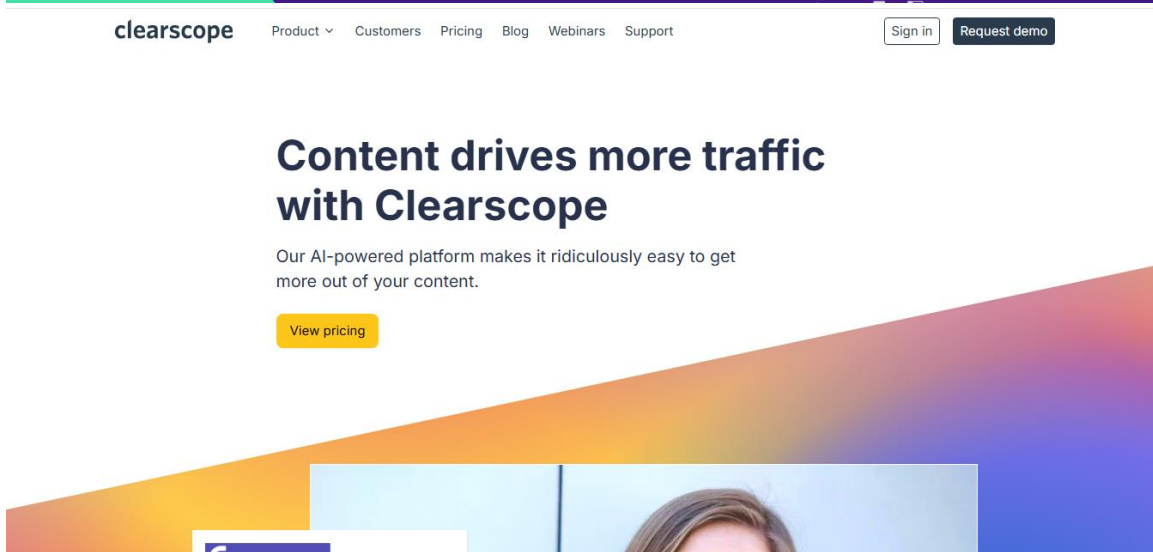 clearscope
Product
Customers
Pricing
Blog
Webinars
Support
Sign in
Request demo
Content drives more traffic
with Clearscope
Our AI-powered platform makes it ridiculously easy to get
more out of your content.
View pricing